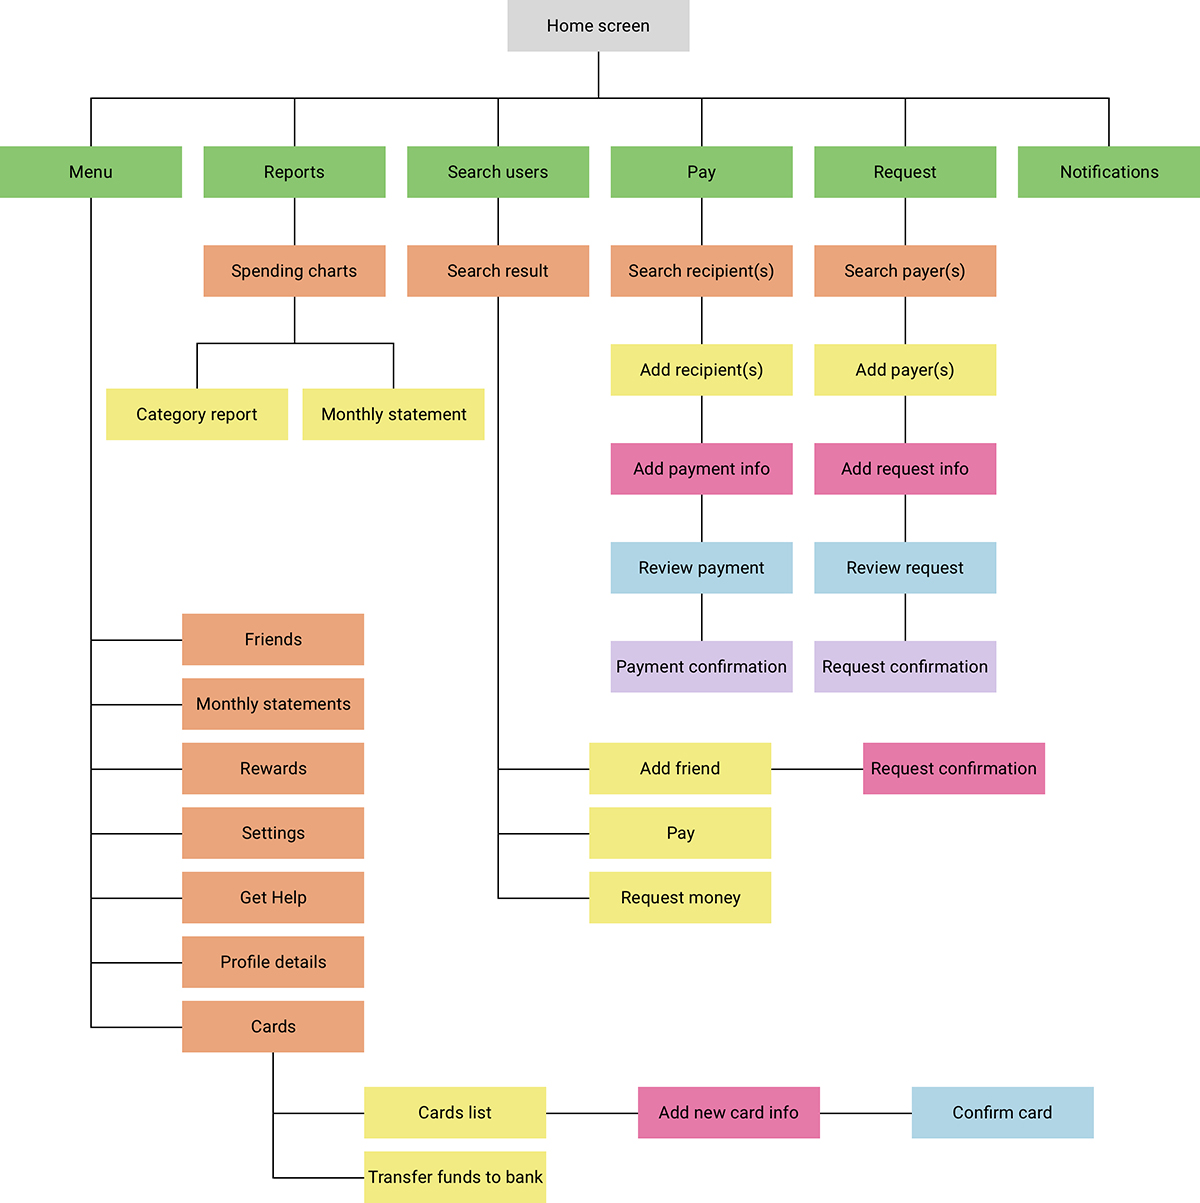 Home screen
Menu
Reports
Search users
Pay
Request
Notifications
Spending charts
Search result
Search recipient(s)
Search payer(s)
Add recipient(s)
Add payer(s)
Category report
Monthly statement
Add payment info
Add request info
Review payment
Review request
Friends
Payment confirmation
Request confirmation
Monthly statements
Rewards
Add friend
Request confirmation
Settings
Pay
Get Help
Request money
Profile details
Cards
Cards list
Add new card info
Confirm card
Transfer funds to bank